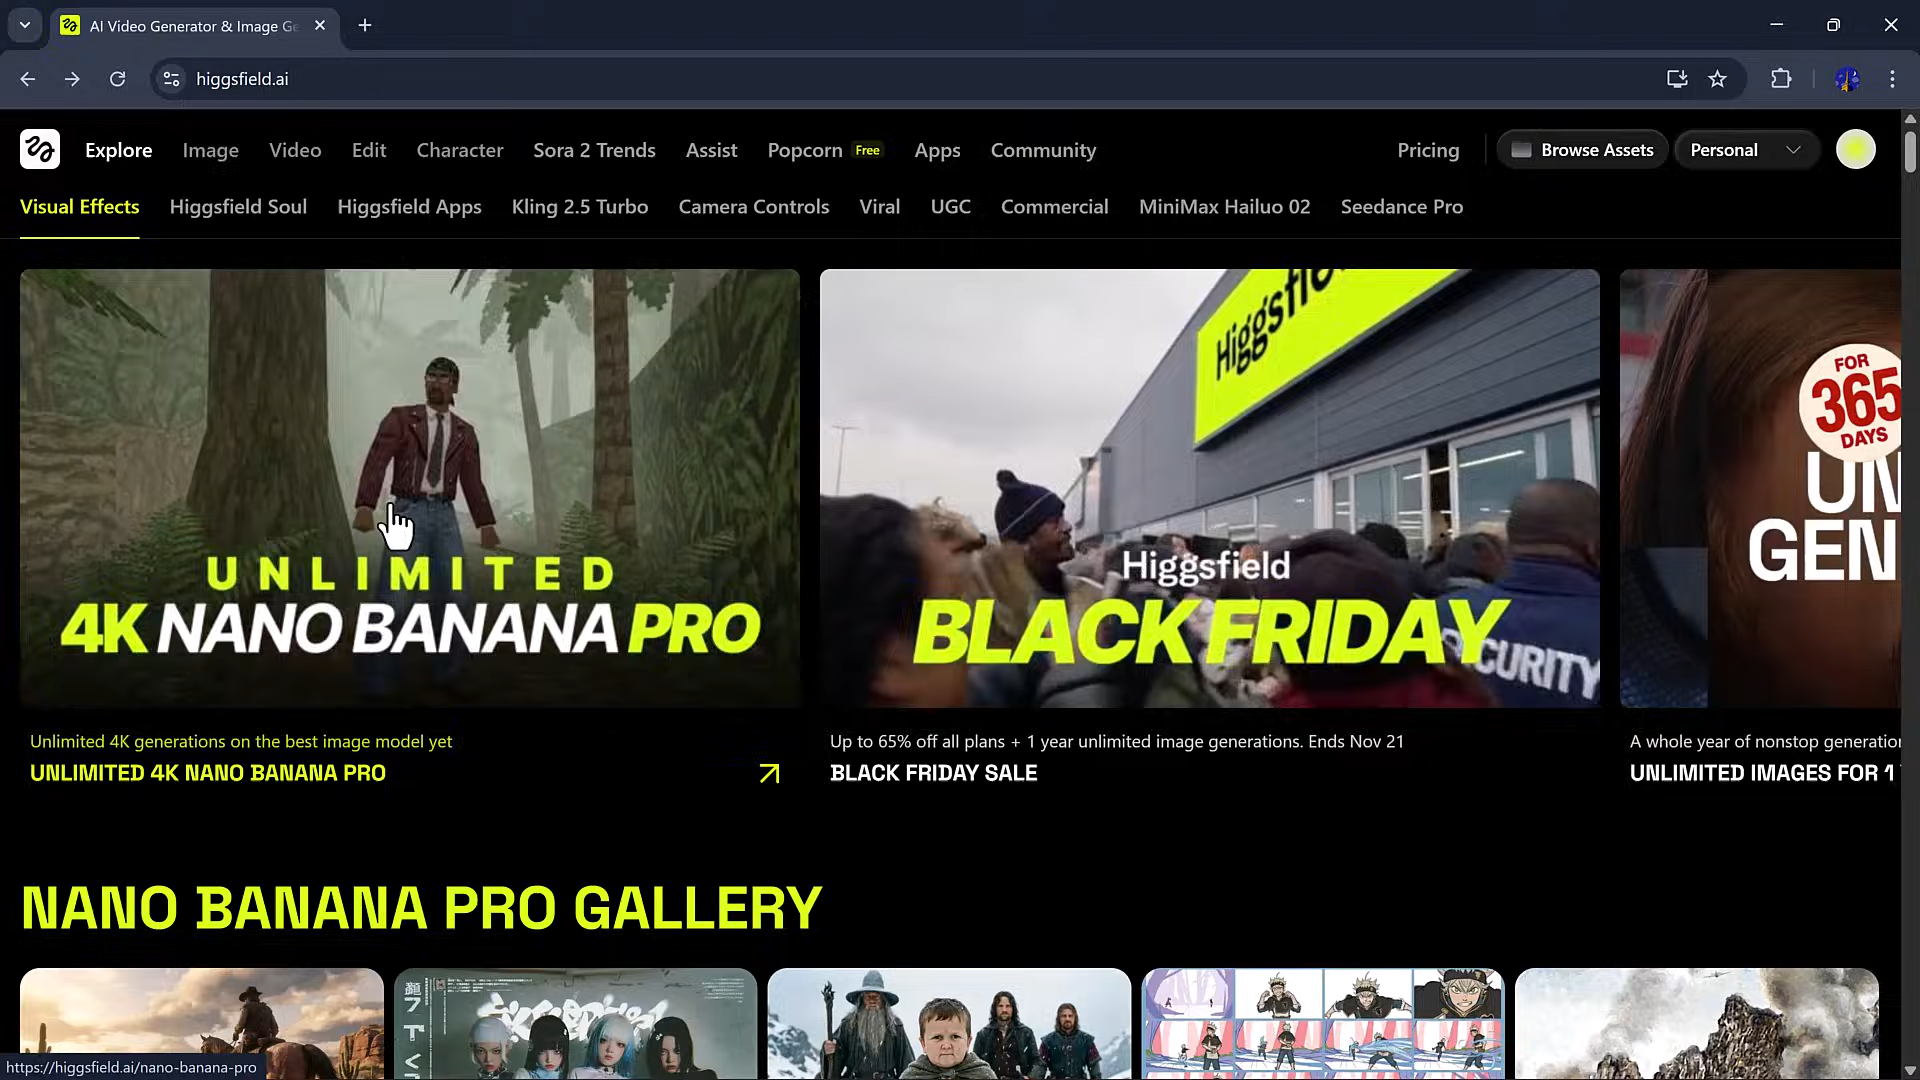 AI Video Generator & Image Ge
higgsfield.ai
Explore
Image
Video
Edit
Character
Sora 2 Trends
Assist
Popcorn Free
Apps
Community
Pricing
Browse Assets
Personal
Visual Effects
Higgsfield Soul
Higgsfield Apps
Kling 2.5 Turbo
Camera Controls
Viral
UGC
Commercial
MiniMax Hailuo 02
Seedance Pro
UNLIMITED
4K NANO BANANA PRO
Higgsfield
BLACK FRIDAY
FOR
365
DAYS
UN
GEN
Unlimited 4K generations on the best image model yet
UNLIMITED 4K NANO BANANA PRO
Up to 65% off all plans + 1 year unlimited image generations. Ends Nov 21
BLACK FRIDAY SALE
A whole year of nonstop generation
UNLIMITED IMAGES FOR 1
NANO BANANA PRO GALLERY
https://higgsfield.ai/nano-banana-pro